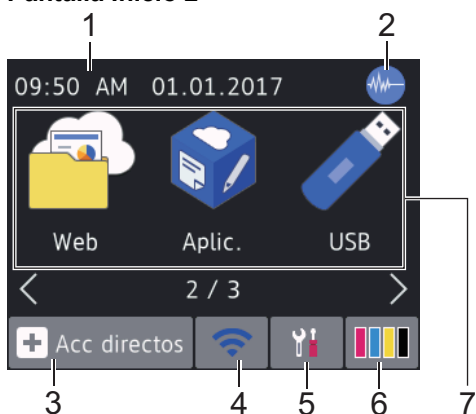 Pantalla Inicio 2
1 2
09:50 AM 01.01.2017
Web Aplic. USB
2 / 3
Acc directos
3 4 5 6 7